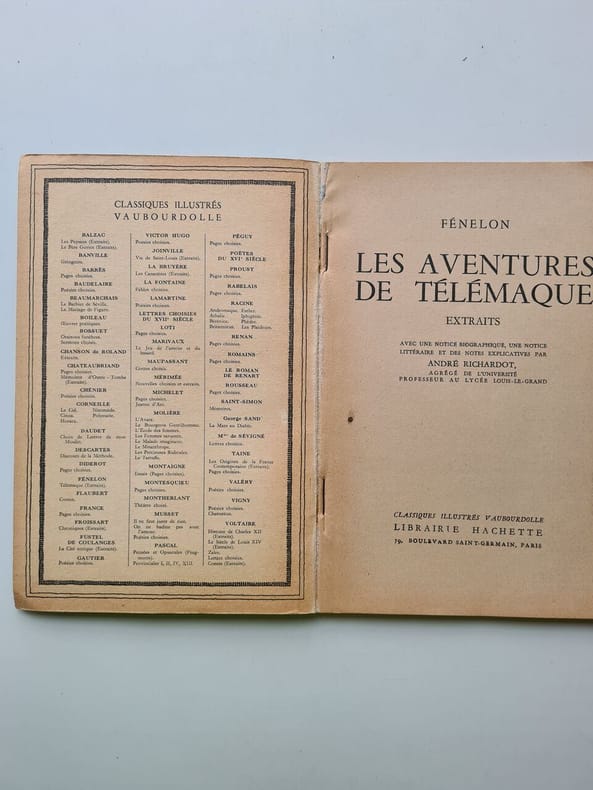 CLASSIQUES ILLUSTRÉS
VAUBOURDOLLE
BALZAC
Les Paysans (Extraits).
Le Père Goriot (Extraits).
BANVILLE
Gringoire.
BARRÈS
Pages choisies.
BAUDELAIRE
Poésies choisies.
BEAUMARCHAIS
Le Barbier de Séville.
Le Mariage de Figaro.
BOILEAU
Œuvres poétiques.
BOSSUET
Oraisons funèbres.
Sermons choisis.
CHANSON DE ROLAND
Extraits.
CHATEAUBRIAND
Pages choisies.
Mémoires d'Outre-Tombe
(Extraits).
CHÉNIER
Poésies choisies.
CORNEILLE
Le Cid. Nicomède.
Cinna. Polyeucte.
Horace.
DAUDET
Choix de Lettres de mon
Moulin.
DESCARTES
Discours de la Méthode.
DIDEROT
Pages choisies.
FÉNELON
Télémaque (Extraits).
FLAUBERT
Contes.
FRANCE
Pages choisies.
FROISSART
Chroniques (Extraits).
FUSTEL
DE COULANGES
La Cité antique (Extraits).
GAUTIER
Poésies choisies.
VICTOR HUGO
Poésies choisies.
JOINVILLE
Vie de Saint-Louis (Extraits).
LA BRUYÈRE
Les Caractères (Extraits).
LA FONTAINE
Fables choisies.
LAMARTINE
Poésies choisies.
LETTRES CHOISIES
DU XVIIe SIÈCLE
LOTI
Pages choisies.
MARIVAUX
Le Jeu de l'amour et du
hasard.
MAUPASSANT
Contes choisis.
MÉRIMÉE
Nouvelles choisies et extraits.
MICHELET
Pages choisies.
Jeanne d'Arc.
MOLIÈRE
L'Avare.
Le Bourgeois Gentilhomme.
L'École des femmes.
Les Femmes savantes.
Le Malade imaginaire.
Le Misanthrope.
Les Précieuses Ridicules.
Le Tartuffe.
MONTAIGNE
Essais (Pages choisies).
MONTESQUIEU
Pages choisies.
MONTHERLANT
Théâtre choisi.
MUSSET
Il ne faut jurer de rien.
On ne badine pas avec
l'amour.
Poésies choisies.
PASCAL
Pensées et Opuscules (Frag-
ments).
Provinciales I, II, IV, XIII.
PÉGUY
Pages choisies.
POÈTES
DU XVIe SIÈCLE
PROUST
Pages choisies.
RABELAIS
Pages choisies.
RACINE
Andromaque. Esther.
Athalie. Iphigénie.
Bérénice. Phèdre.
Britannicus. Les Plaideurs.
RENAN
Pages choisies.
ROMAINS
Pages choisies.
LE ROMAN
DE RENART
ROUSSEAU
Pages choisies.
SAINT-SIMON
Mémoires.
George SAND
La Mare au Diable.
Mme DE SÉVIGNÉ
Lettres choisies.
TAINE
Les Origines de la France
Contemporaine (Extraits).
Pages choisies.
VALÉRY
Poésies choisies.
VIGNY
Poésies choisies.
Chatterton.
VOLTAIRE
Histoire de Charles XII
(Extraits).
Le Siècle de Louis XIV
(Extraits).
Zaïre.
Lettres choisies.
Contes (Extraits).
FÉNELON
LES AVENTURES
DE TÉLÉMAQUE
EXTRAITS
AVEC UNE NOTICE BIOGRAPHIQUE, UNE NOTICE
LITTÉRAIRE ET DES NOTES EXPLICATIVES PAR
ANDRÉ RICHARDOT,
AGRÉGÉ DE L'UNIVERSITÉ
PROFESSEUR AU LYCÉE LOUIS-LE-GRAND
CLASSIQUES ILLUSTRÉS VAUBOURDOLLE
LIBRAIRIE HACHETTE
79, BOULEVARD SAINT-GERMAIN, PARIS